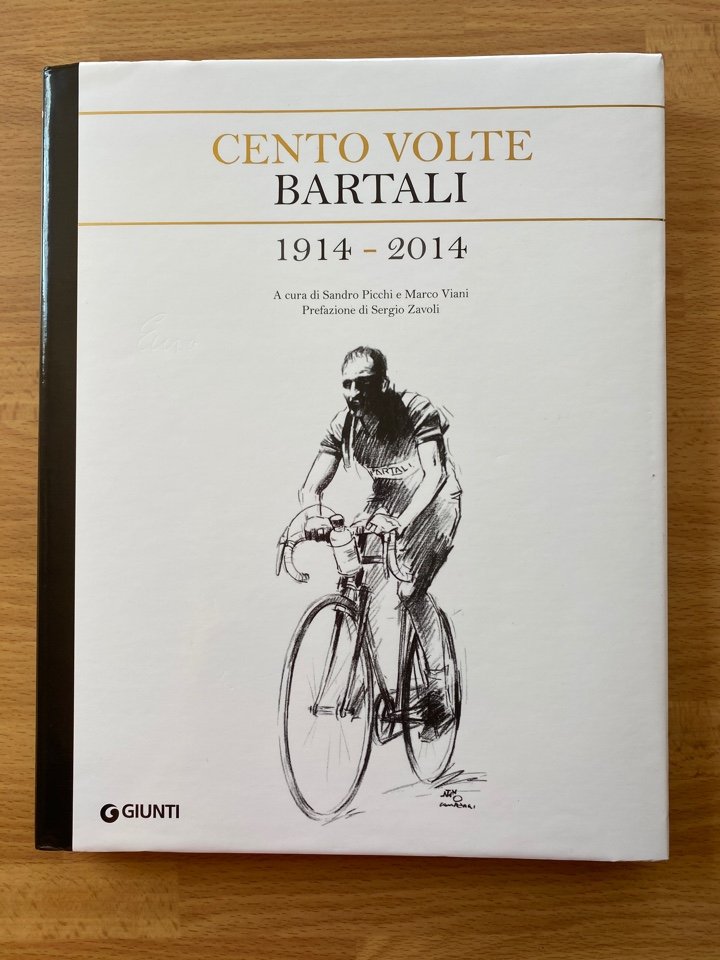 CENTO VOLTE
BARTALI
1914 – 2014
A cura di Sandro Picchi e Marco Viani
Prefazione di Sergio Zavoli
BARTALI
GIUNTI